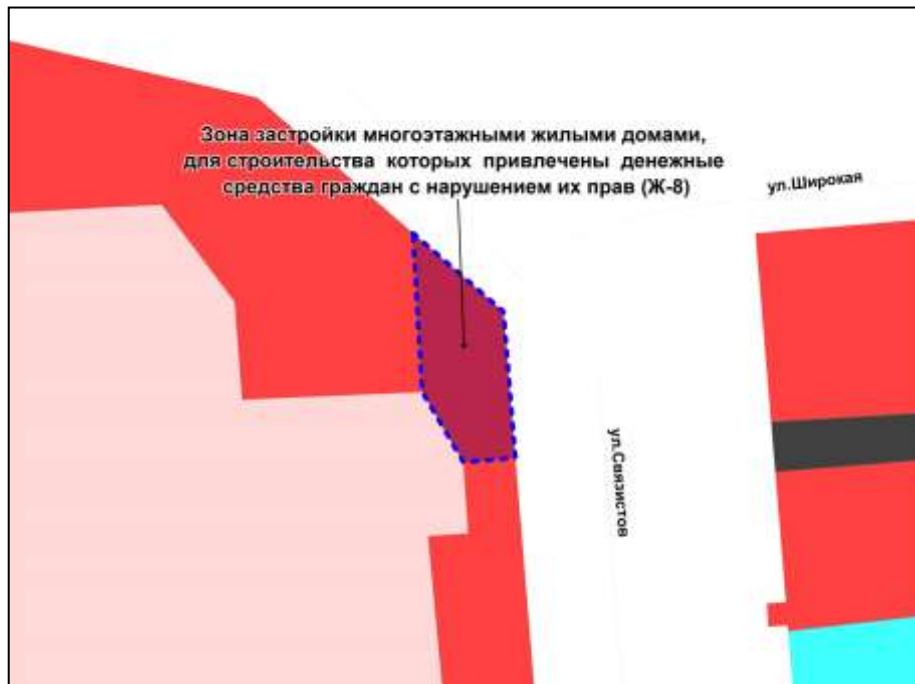 Зона застройки многоэтажными жилыми домами,
для строительства которых привлечены денежные
средства граждан с нарушением их прав (Ж-8)
ул.Широкая
ул.Связистов